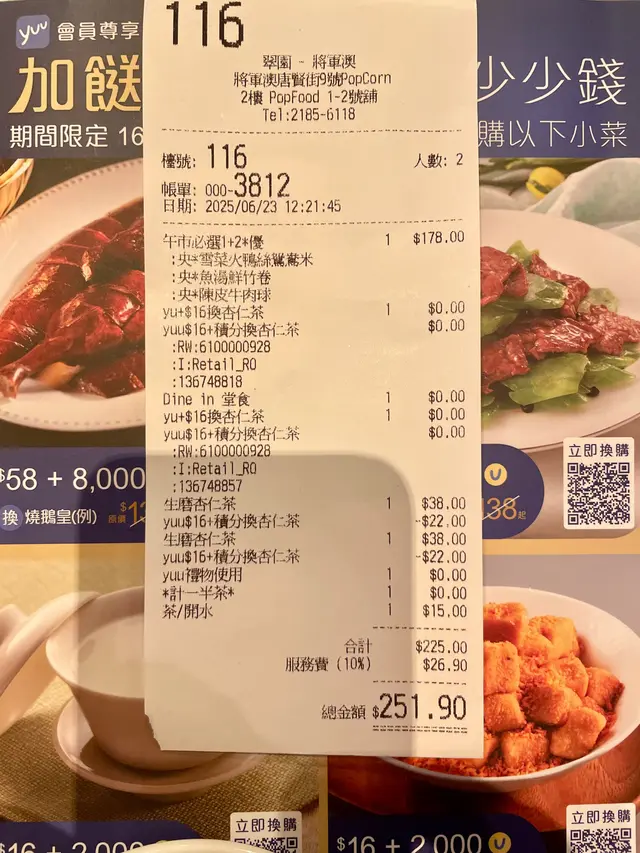 116
翠園 - 將軍澳
將軍澳唐賢街9號PopCorn
2樓 PopFood 1-2號舖
Tel:2185-6118
檯號: 116 人數: 2
帳單: 000-3812
日期: 2025/06/23 12:21:45
午市必選1+2*優 1 $178.00
:央*雪菜火鴨絲鴛鴦米
:央*魚湯鮮竹卷
:央*陳皮牛肉球
yu+$16換杏仁茶 1 $0.00
yuu$16+積分換杏仁茶 $0.00
:RW:6100000928
:I:Retail_RO
:136748818
Dine in 堂食 1 $0.00
yu+$16換杏仁茶 1 $0.00
yuu$16+積分換杏仁茶 $0.00
:RW:6100000928
:I:Retail_RO
:136748857
生磨杏仁茶 1 $38.00
yuu$16+積分換杏仁茶 -$22.00
生磨杏仁茶 1 $38.00
yuu$16+積分換杏仁茶 -$22.00
yuu禮物使用 1 $0.00
*計一半茶* 1 $0.00
茶/開水 1 $15.00
合計 $225.00
服務費 (10%) $26.90
總金額 $251.90
yuu 會員尊享
加餸
少少錢
期間限定 16
購以下小菜
$58 + 8,000
換 燒鵝皇(例) 原價
138起
立即換購
立即換購
$16 + 2,000
立即換購